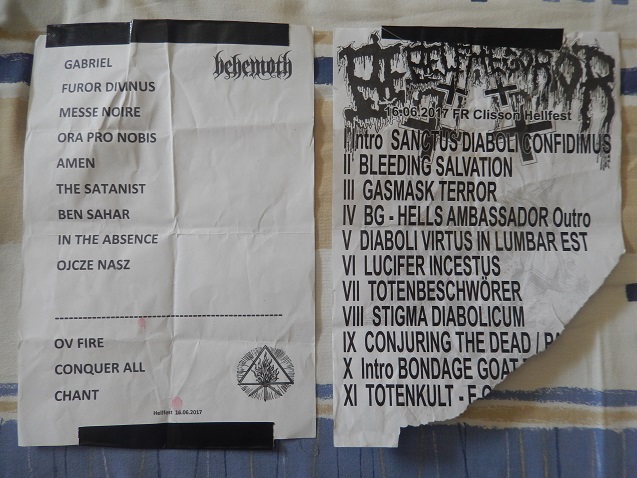 behemoth
GABRIEL
FUROR DIVINUS
MESSE NOIRE
ORA PRO NOBIS
AMEN
THE SATANIST
BEN SAHAR
IN THE ABSENCE
OJCZE NASZ
OV FIRE
CONQUER ALL
CHANT
Hellfest 16.06.2017
BELPHEGOR
16.06.2017 FR Clisson Hellfest
Intro SANCTUS DIABOLI CONFIDIMUS
II BLEEDING SALVATION
III GASMASK TERROR
IV BG - HELLS AMBASSADOR Outro
V DIABOLI VIRTUS IN LUMBAR EST
VI LUCIFER INCESTUS
VII TOTENBESCHWÖRER
VIII STIGMA DIABOLICUM
IX CONJURING THE DEAD /
X Intro BONDAGE GOAT
XI TOTENKULT -